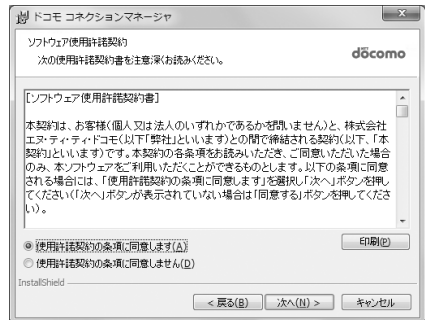 ドコモ コネクションマネージャ
ソフトウェア使用許諾契約
次の使用許諾契約書を注意深くお読みください。
döcomo
[ソフトウェア使用許諾契約書]
本契約は、お客様(個人又は法人のいずれかであるかを問いません)と、株式会社
エヌ・ティ・ティ・ドコモ(以下「弊社」といいます)との間で締結される契約(以下、「本
契約」といいます)です。本契約の各条項をお読みいただき、ご同意いただいた場合
のみ、本ソフトウェアをご利用いただくことができるものとします。以下の条項に同意
される場合には、「使用許諾契約の条項に同意します」を選択し「次へ」ボタンを押し
てください(「次へ」ボタンが表示されていない場合は「同意する」ボタンを押してくださ
い)。
使用許諾契約の条項に同意します(A)
印刷(P)
使用許諾契約の条項に同意しません(D)
InstallShield
< 戻る(B)
次へ(N) >
キャンセル